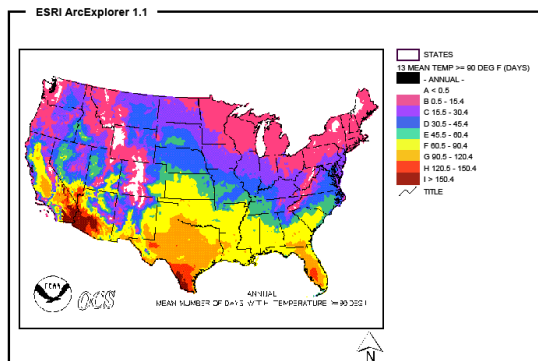 ESRI ArcExplorer 1.1
STATES
13 MEAN TEMP >= 90 DEG F (DAYS)
- ANNUAL -
A < 0.5
B 0.5 - 15.4
C 15.5 - 30.4
D 30.5 - 45.4
E 45.5 - 60.4
F 60.5 - 90.4
G 90.5 - 120.4
H 120.5 - 150.4
I > 150.4
TITLE
OCS
ANNUAL
MEAN NUMBER OF DAYS WITH TEMPERATURE >=90 DEG
N